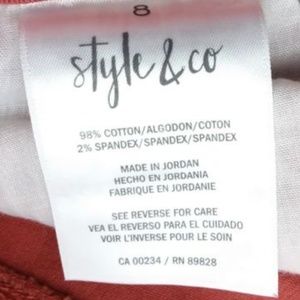 8
style & co
98% COTTON/ALGODON/COTON
2% SPANDEX/SPANDEX/SPANDEX
MADE IN JORDAN
HECHO EN JORDANIA
FABRIQUE EN JORDANIE
SEE REVERSE FOR CARE
VEA EL REVERSO PARA EL CUIDADO
VOIR L'INVERSE POUR LE SOIN
CA 00234 / RN 89828